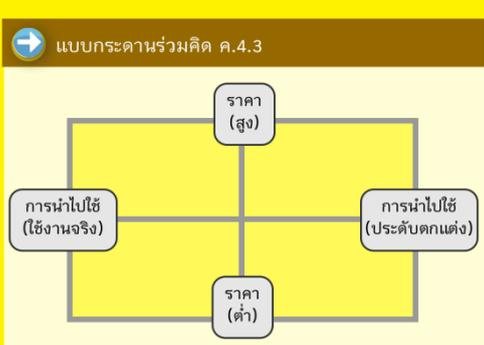 แบบกระดานร่วมคิด ค.4.3
ราคา
(สูง)
การนำไปใช้
(ใช้งานจริง)
การนำไปใช้
(ประดับตกแต่ง)
ราคา
(ต่ำ)